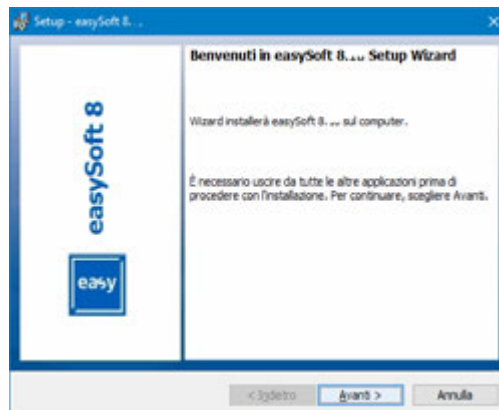 Setup - easySoft 8...
Benvenuti in easySoft 8.... Setup Wizard
Wizard installerà easySoft 8.... sul computer.
È necessario uscire da tutte le altre applicazioni prima di
procedere con l'installazione. Per continuare, scegliere Avanti.
easySoft 8
easy
< Indietro
Avanti >
Annulla